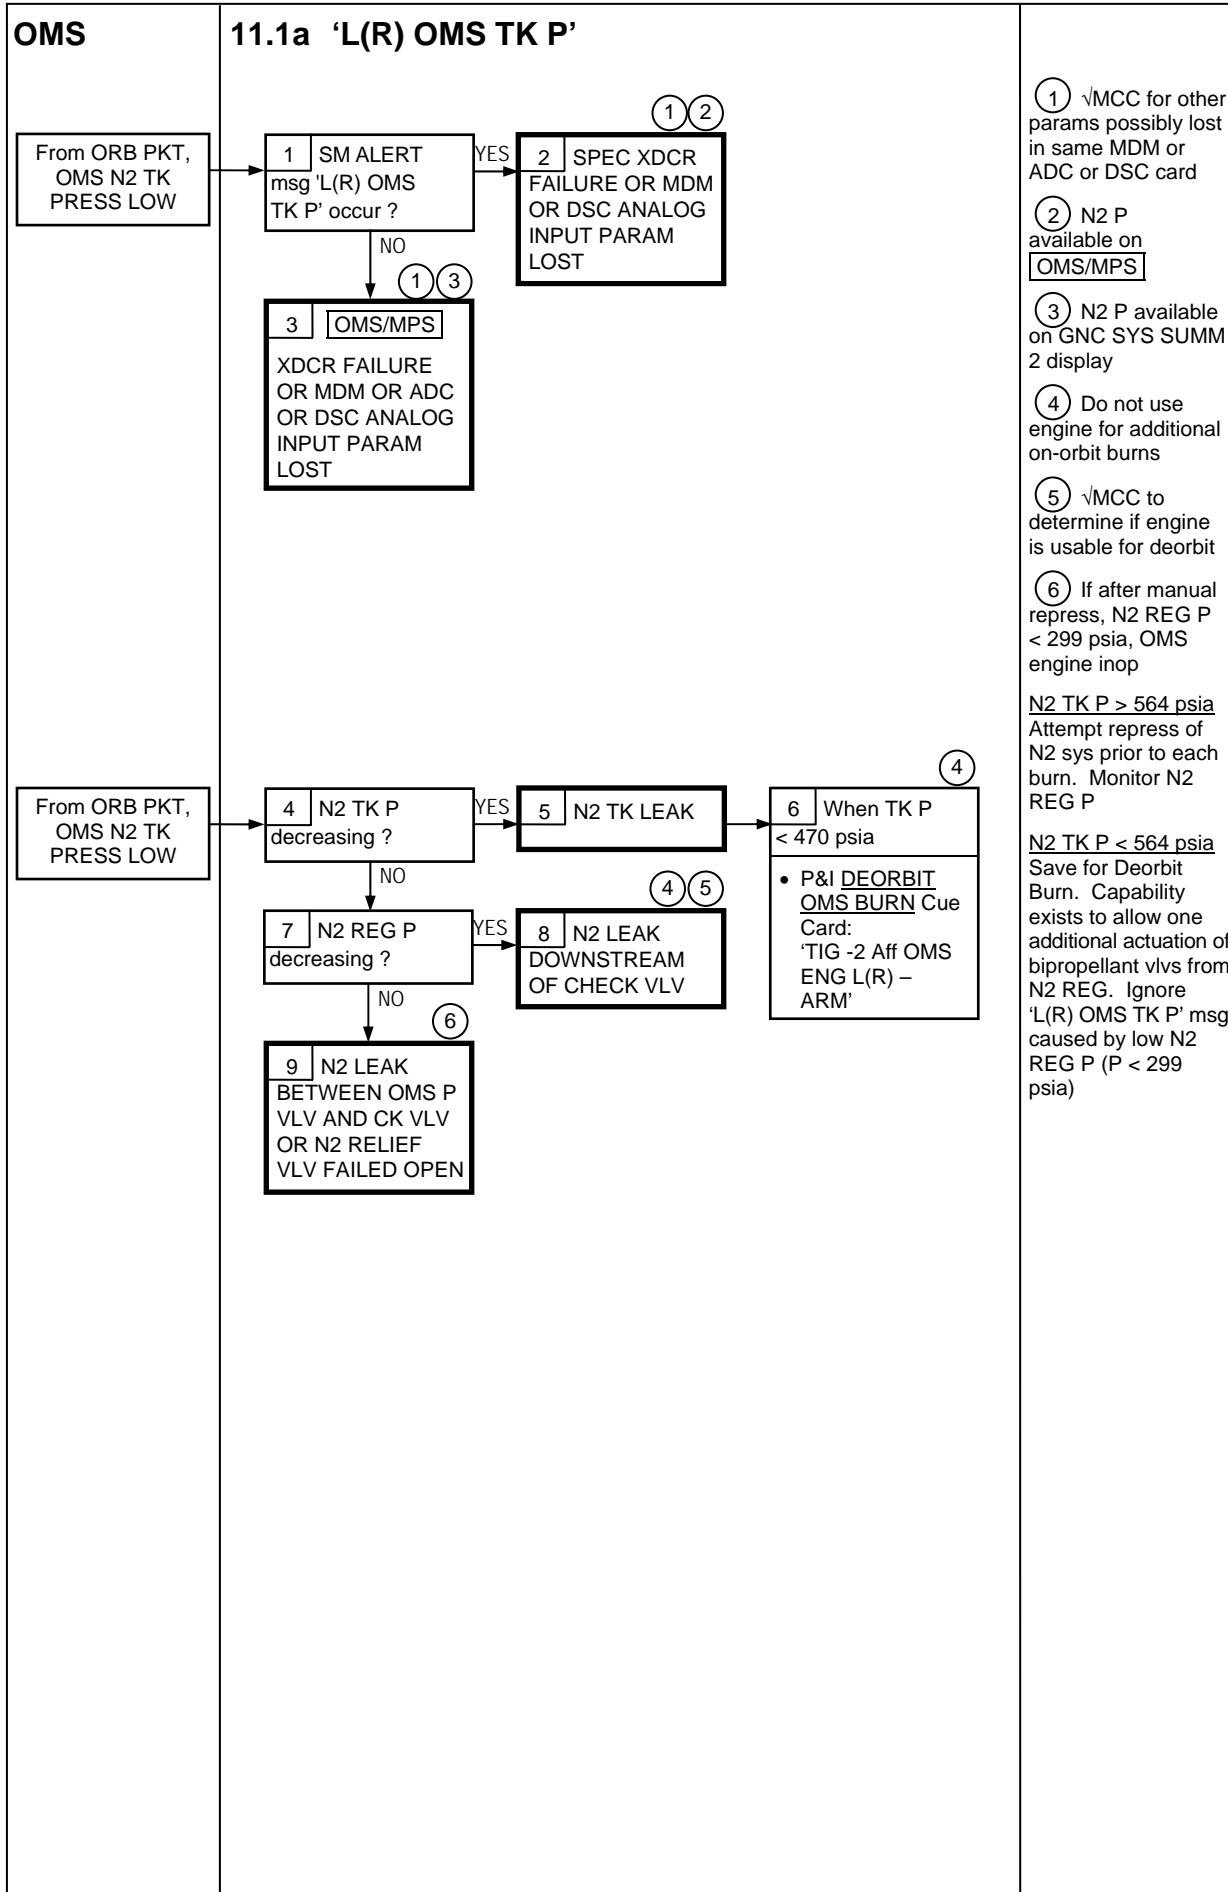 OMS
11.1a ‘L(R) OMS TK P’
From ORB PKT,
OMS N2 TK
PRESS LOW
1 SM ALERT
msg 'L(R) OMS
TK P' occur ?
YES
NO
1 2
2 SPEC XDCR
FAILURE OR MDM
OR DSC ANALOG
INPUT PARAM
LOST
1 3
3 OMS/MPS
XDCR FAILURE
OR MDM OR ADC
OR DSC ANALOG
INPUT PARAM
LOST
From ORB PKT,
OMS N2 TK
PRESS LOW
4 N2 TK P
decreasing ?
YES
NO
5 N2 TK LEAK
4
6 When TK P
< 470 psia
• P&I DEORBIT
OMS BURN Cue
Card:
‘TIG -2 Aff OMS
ENG L(R) –
ARM’
7 N2 REG P
decreasing ?
YES
NO
4 5
8 N2 LEAK
DOWNSTREAM
OF CHECK VLV
6
9 N2 LEAK
BETWEEN OMS P
VLV AND CK VLV
OR N2 RELIEF
VLV FAILED OPEN
1 √MCC for other
params possibly lost
in same MDM or
ADC or DSC card
2 N2 P
available on
OMS/MPS
3 N2 P available
on GNC SYS SUMM
2 display
4 Do not use
engine for additional
on-orbit burns
5 √MCC to
determine if engine
is usable for deorbit
6 If after manual
repress, N2 REG P
< 299 psia, OMS
engine inop
N2 TK P > 564 psia
Attempt repress of
N2 sys prior to each
burn. Monitor N2
REG P
N2 TK P < 564 psia
Save for Deorbit
Burn. Capability
exists to allow one
additional actuation of
bipropellant vlvs from
N2 REG. Ignore
‘L(R) OMS TK P’ msg
caused by low N2
REG P (P < 299
psia)